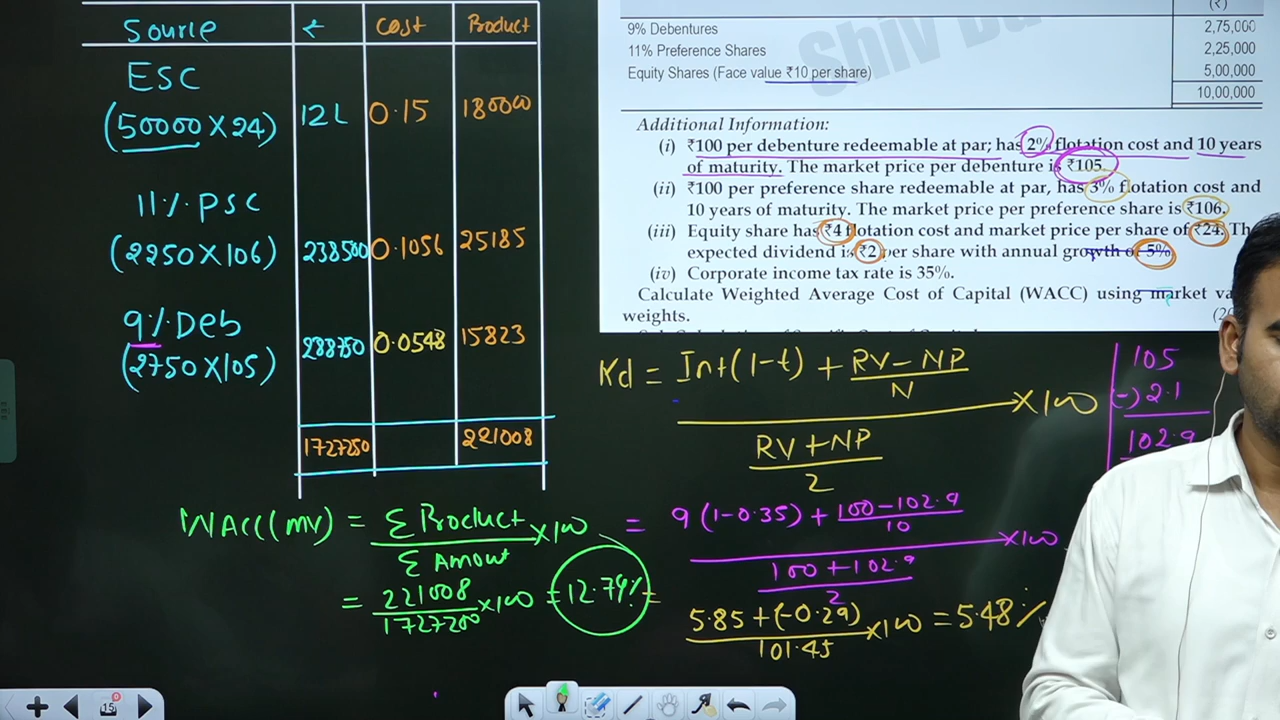 Source ₹ Cost Product
ESC
(50000 X 24) 12L 0.15 180000
11% PSC
(2250 X 106) 238500 0.1056 25185
9% Deb
(2750 X 105) 288750 0.0548 15823
1727250 221008
WACC (mv) = Σ Product X 100
Σ Amount
= 221008 X 100 = 12.79% =
1727200
(₹)
9% Debentures 2,75,000
11% Preference Shares 2,25,000
Equity Shares (Face value ₹10 per share) 5,00,000
10,00,000
Shiv
Additional Information:
(i) ₹100 per debenture redeemable at par; has 2% flotation cost and 10 years
of maturity. The market price per debenture is ₹105.
(ii) ₹100 per preference share redeemable at par, has 3% flotation cost and
10 years of maturity. The market price per preference share is ₹106.
(iii) Equity share has ₹4 flotation cost and market price per share of ₹24. The
expected dividend is ₹2 per share with annual growth of 5%.
(iv) Corporate income tax rate is 35%.
Calculate Weighted Average Cost of Capital (WACC) using market
weights.
Kd = Int (1-t) + RV - NP
N
X 100
RV + NP
2
105
(-) 2.1
102.9
= 9 (1-0.35) + 100 - 102.9
10
X 100
100 + 102.9
2
5.85 + (-0.29) X 100 = 5.48%
101.45
15